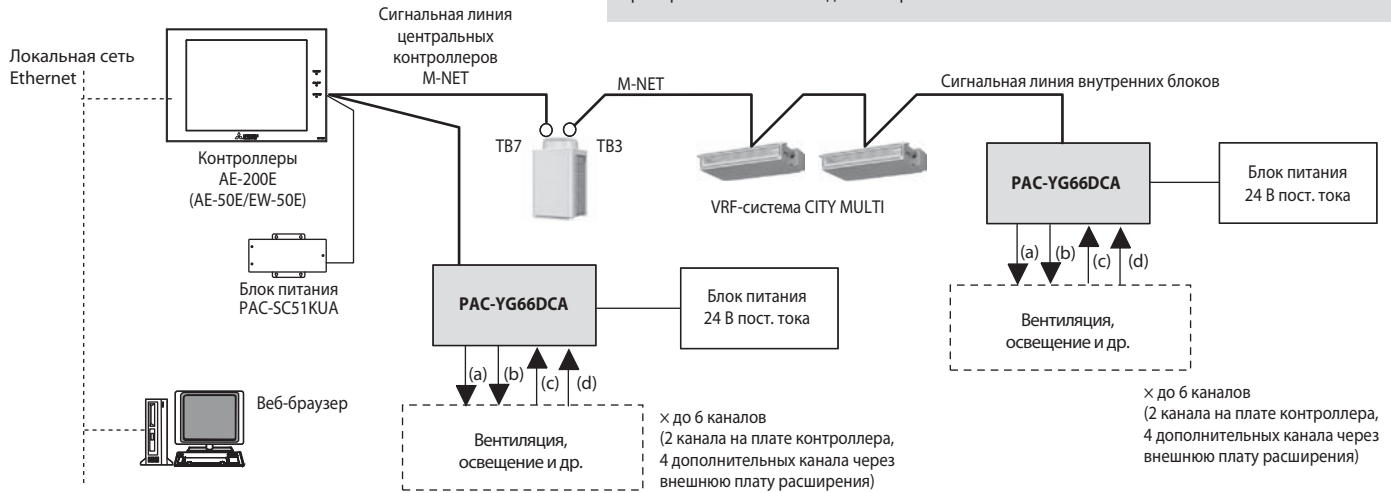 Сигнальная линия
центральных
контроллеров
M-NET
Локальная сеть
Ethernet
M-NET
Сигнальная линия внутренних блоков
TB7
TB3
Контроллеры
AE-200E
(AE-50E/EW-50E)
VRF-система CITY MULTI
PAC-YG66DCA
Блок питания
24 В пост. тока
(a)
(b)
(c)
(d)
Вентиляция,
освещение и др.
× до 6 каналов
(2 канала на плате контроллера,
4 дополнительных канала через
внешнюю плату расширения)
Блок питания
PAC-SC51KUA
PAC-YG66DCA
Блок питания
24 В пост. тока
(a)
(b)
(c)
(d)
Вентиляция,
освещение и др.
× до 6 каналов
(2 канала на плате контроллера,
4 дополнительных канала через
внешнюю плату расширения)
Веб-браузер